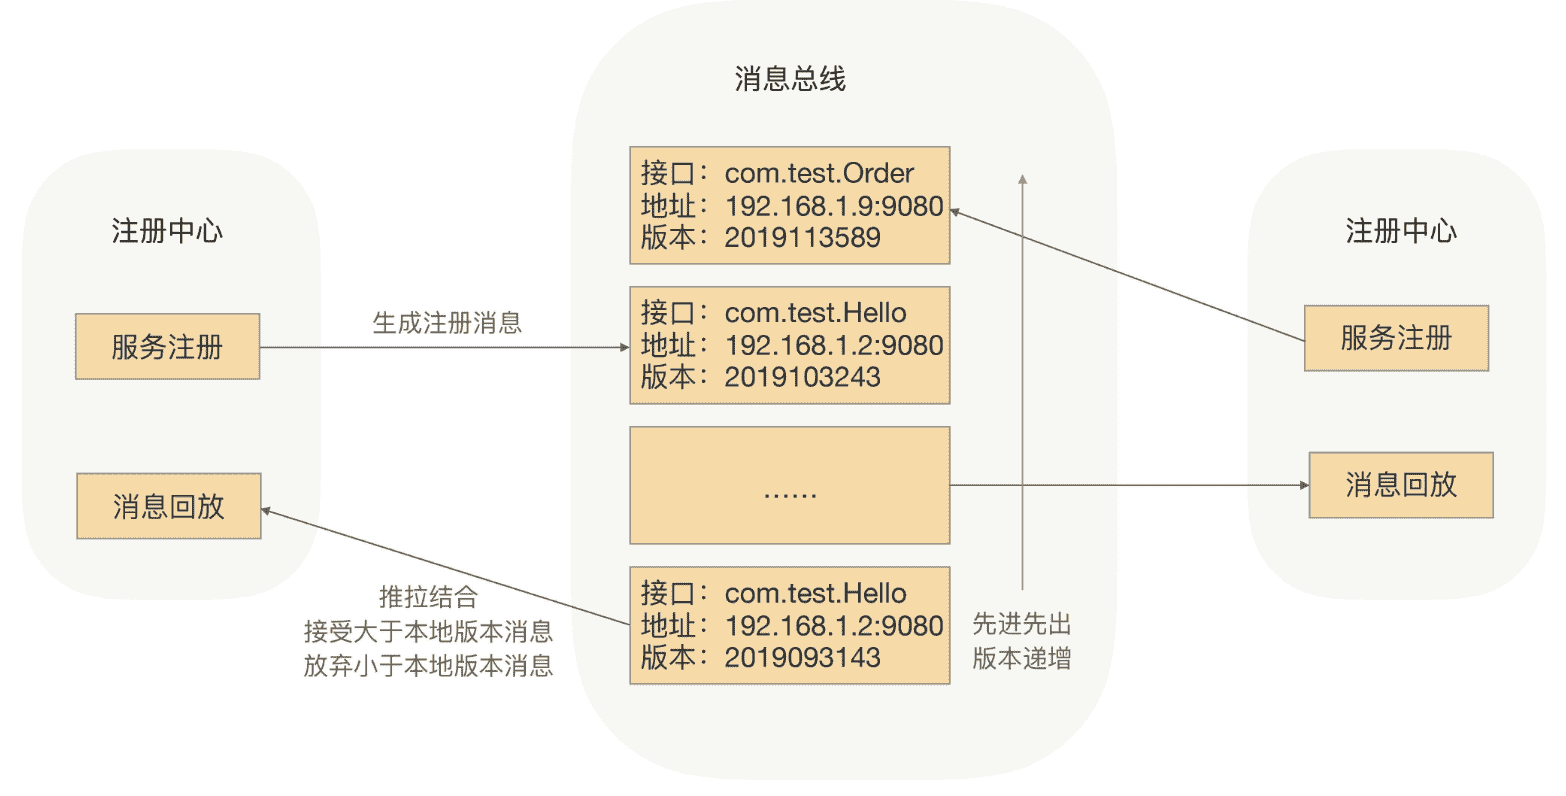 消息总线
注册中心
服务注册
消息回放
生成注册消息
推拉结合
接受大于本地版本消息
放弃小于本地版本消息
接口：com.test.Order
地址：192.168.1.9:9080
版本：2019113589
接口：com.test.Hello
地址：192.168.1.2:9080
版本：2019103243
……
接口：com.test.Hello
地址：192.168.1.2:9080
版本：2019093143
先进先出
版本递增
注册中心
服务注册
消息回放